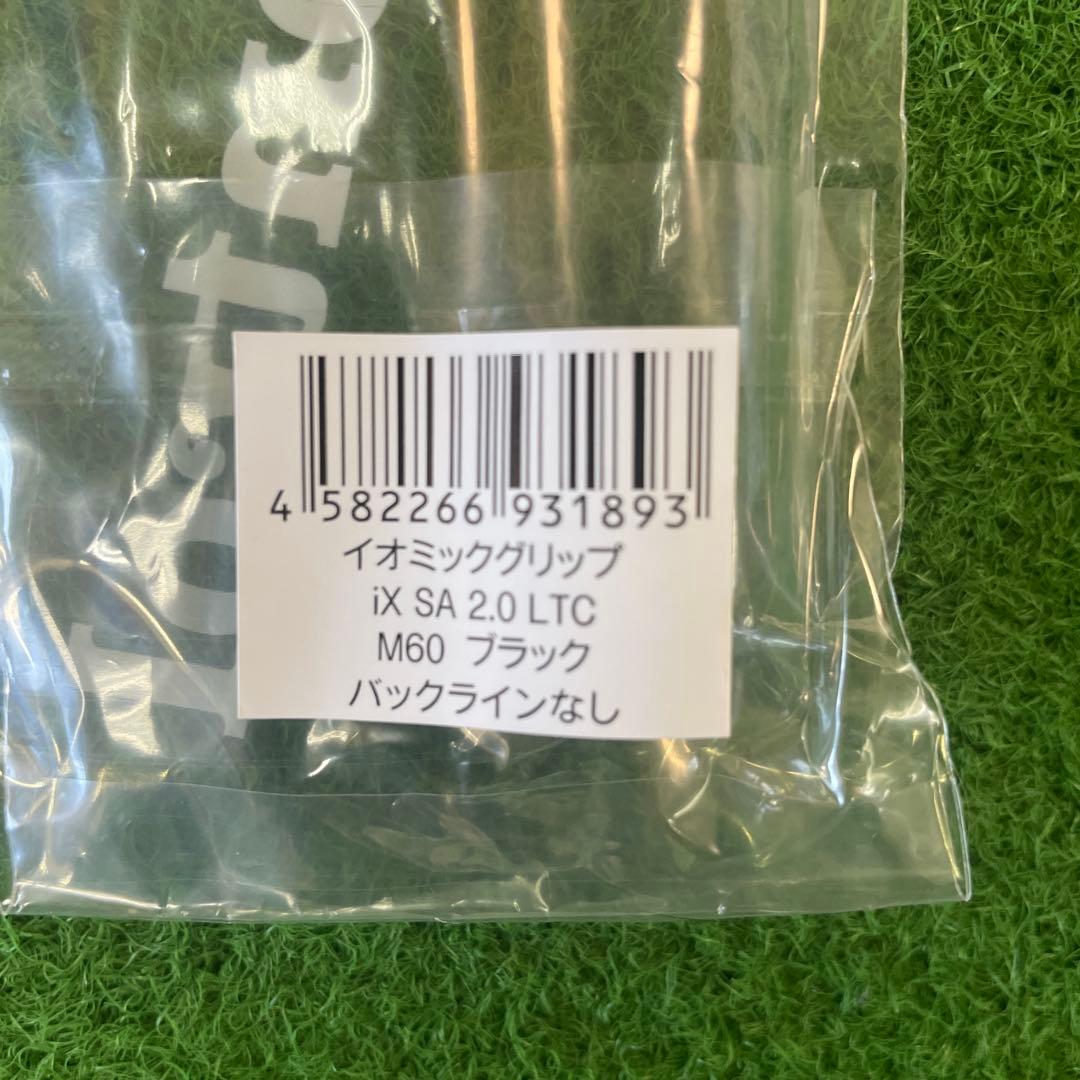 4 582266 931893
イオミックグリップ
iX SA 2.0 LTC
M60 ブラック
バックラインなし